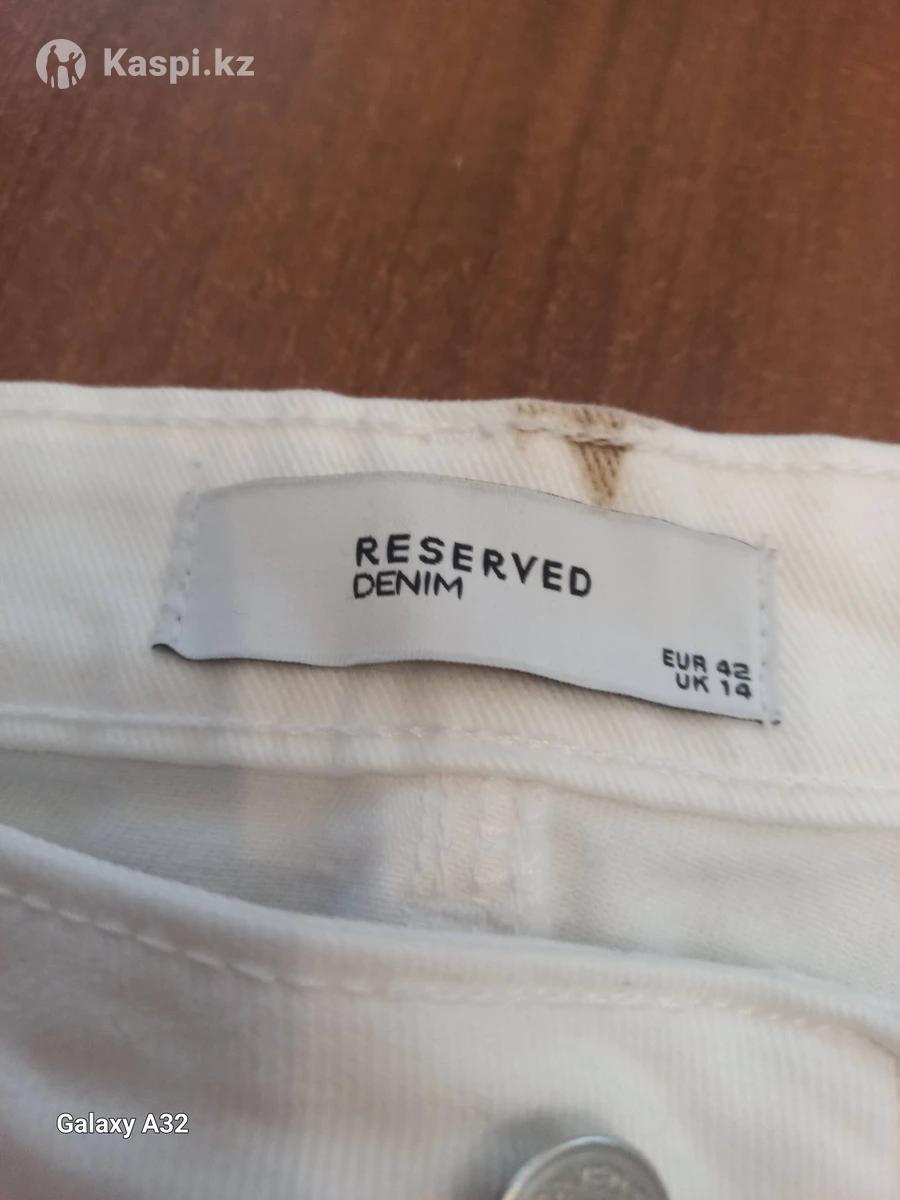 Kaspi.kz
RESERVED
DENIM
EUR 42
UK 14
Galaxy A32